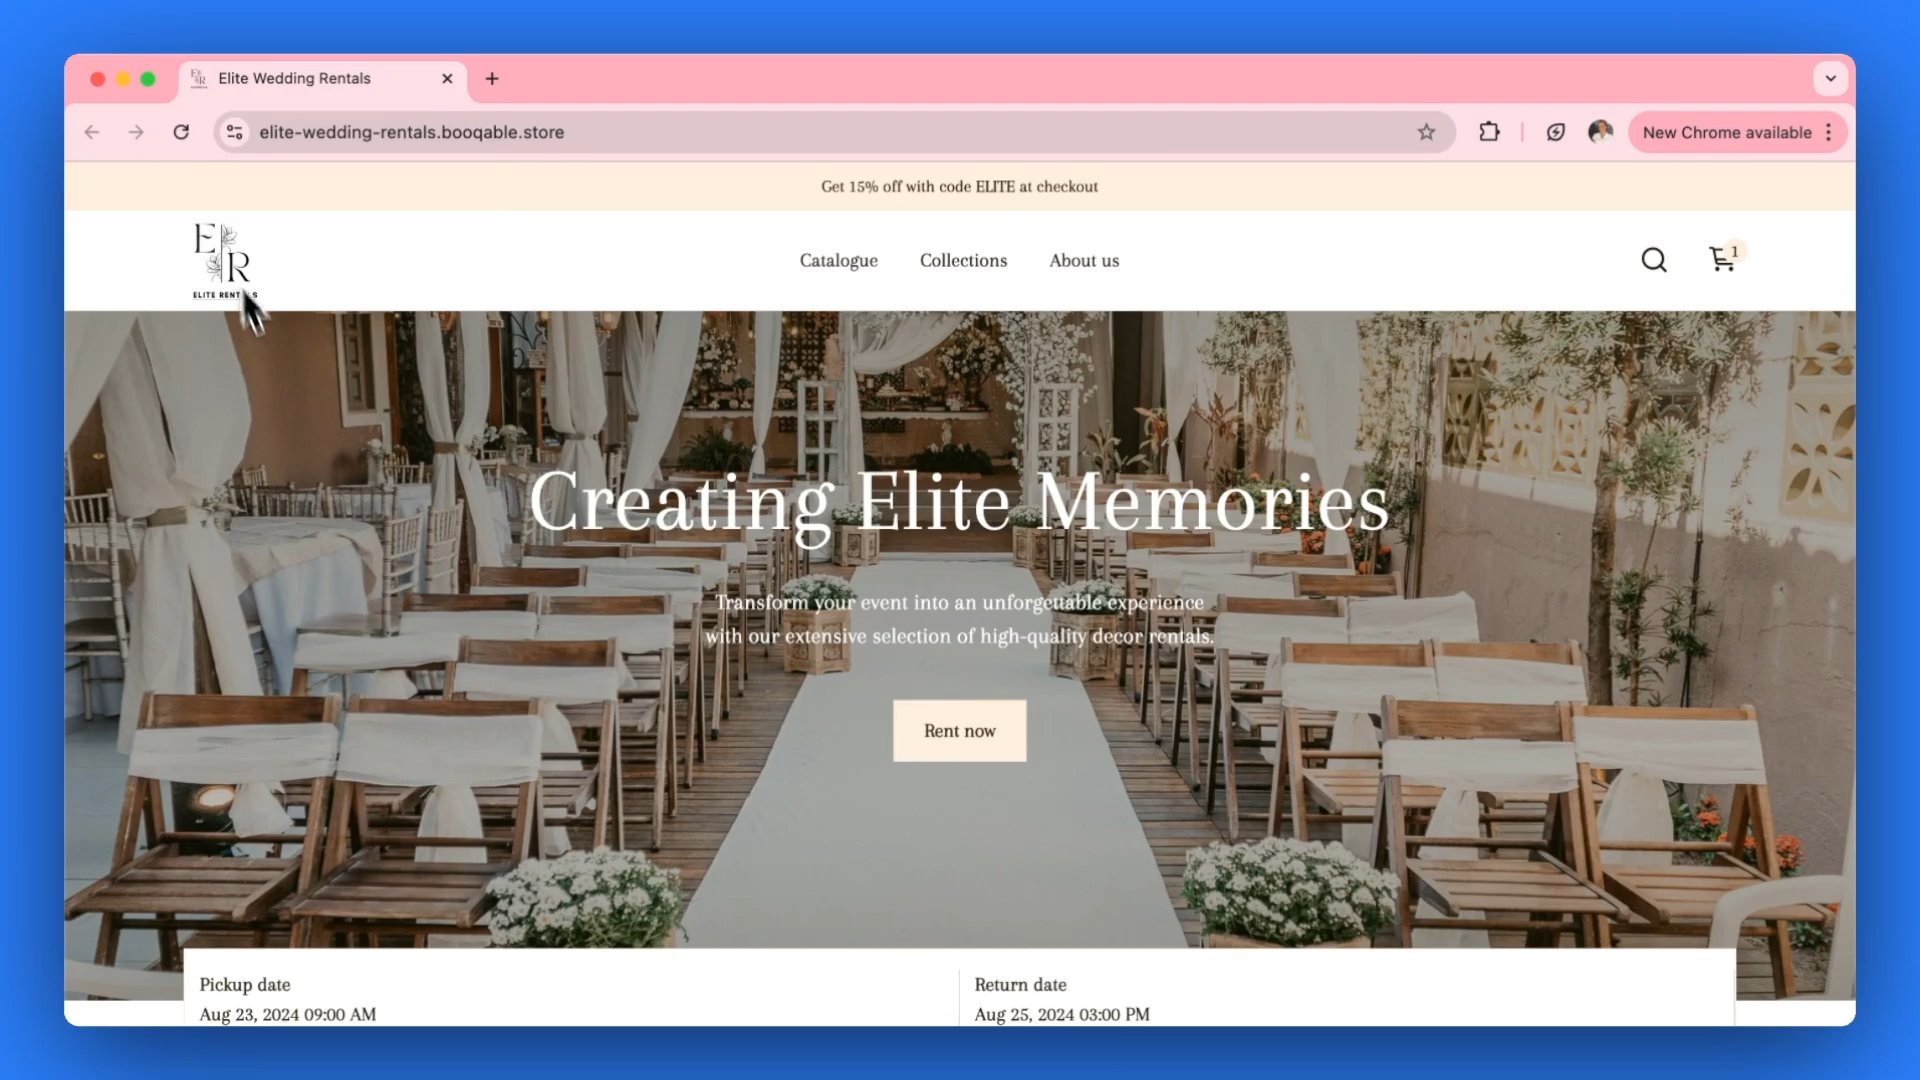 Elite Wedding Rentals
elite-wedding-rentals.booqable.store
New Chrome available
Get 15% off with code ELITE at checkout
E
R
Catalogue
Collections
About us
1
Creating Elite Memories
Transform your event into an unforgettable experience
with our extensive selection of high-quality decor rentals.
Rent now
Pickup date
Aug 23, 2024 09:00 AM
Return date
Aug 25, 2024 03:00 PM